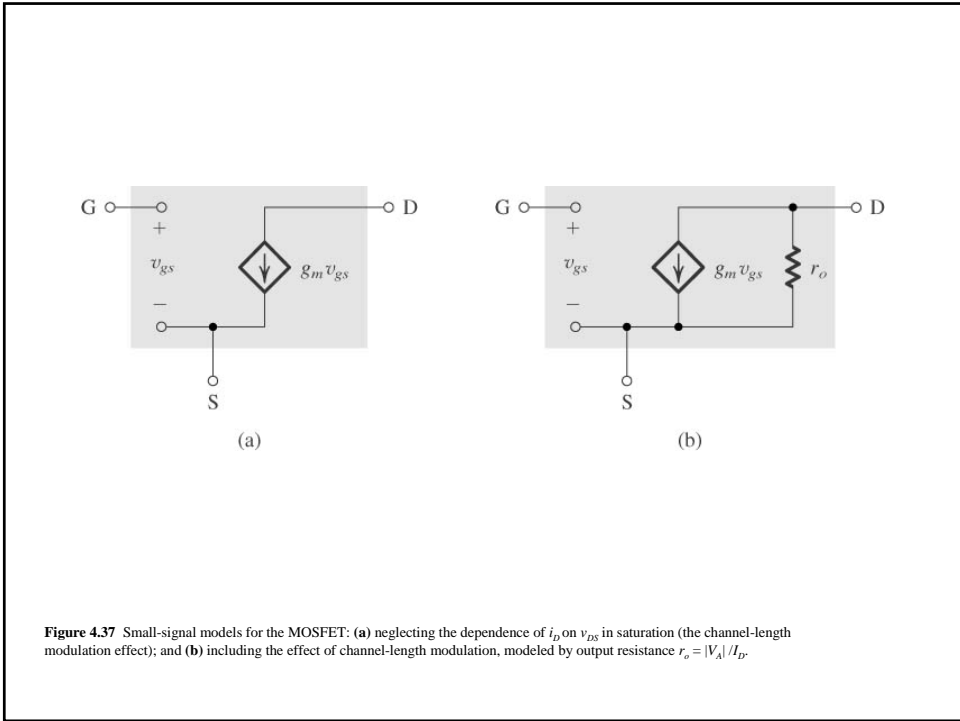 G
+
v_gs
−
g_m v_gs
D
S
(a)
G
+
v_gs
−
g_m v_gs
r_o
D
S
(b)
Figure 4.37 Small-signal models for the MOSFET: (a) neglecting the dependence of i_D on v_DS in saturation (the channel-length
modulation effect); and (b) including the effect of channel-length modulation, modeled by output resistance r_o = |V_A| /I_D.